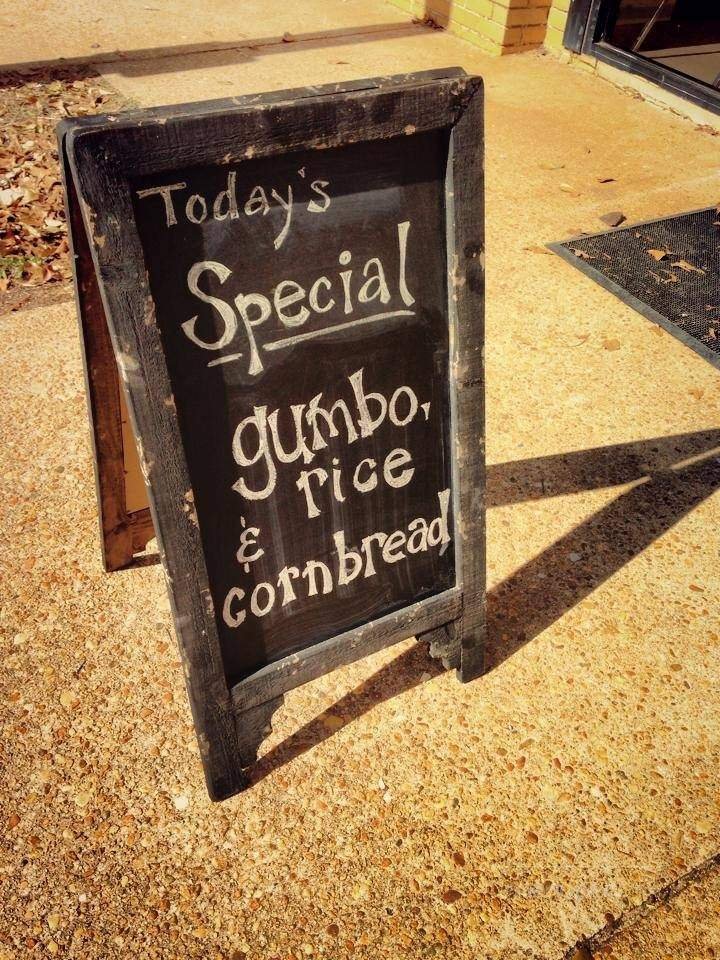 Today's
Special
gumbo,
rice
&
cornbread